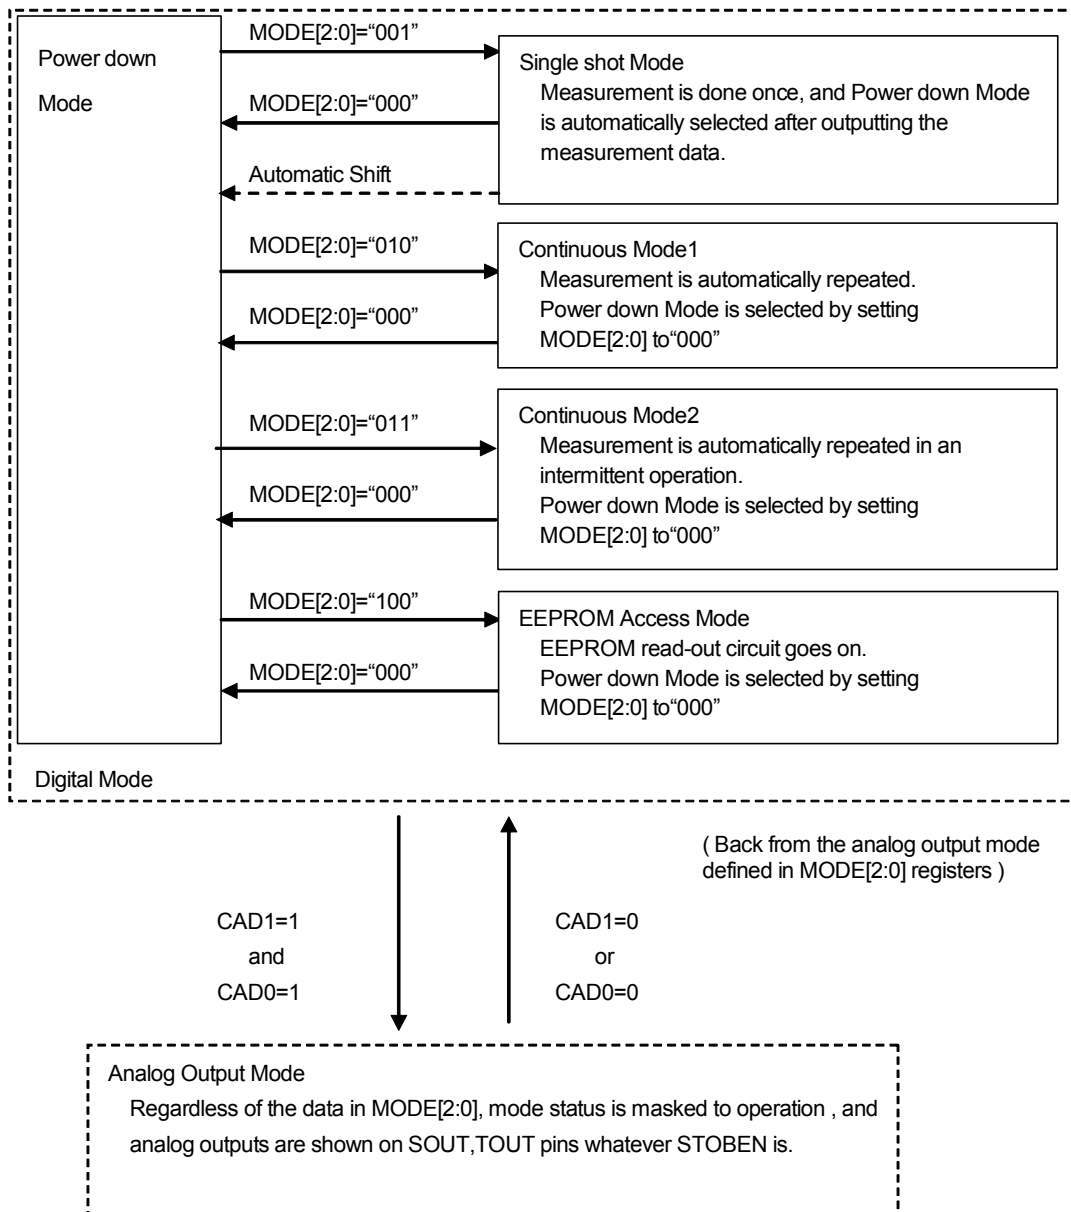 Power down
Mode
MODE[2:0]=“001”
MODE[2:0]=“000”
Automatic Shift
Single shot Mode
Measurement is done once, and Power down Mode
is automatically selected after outputting the
measurement data.
MODE[2:0]=“010”
MODE[2:0]=“000”
Continuous Mode1
Measurement is automatically repeated.
Power down Mode is selected by setting
MODE[2:0] to“000”
MODE[2:0]=“011”
MODE[2:0]=“000”
Continuous Mode2
Measurement is automatically repeated in an
intermittent operation.
Power down Mode is selected by setting
MODE[2:0] to“000”
MODE[2:0]=“100”
MODE[2:0]=“000”
EEPROM Access Mode
EEPROM read-out circuit goes on.
Power down Mode is selected by setting
MODE[2:0] to“000”
Digital Mode
( Back from the analog output mode
defined in MODE[2:0] registers )
CAD1=1
and
CAD0=1
CAD1=0
or
CAD0=0
Analog Output Mode
Regardless of the data in MODE[2:0], mode status is masked to operation , and
analog outputs are shown on SOUT,TOUT pins whatever STOBEN is.